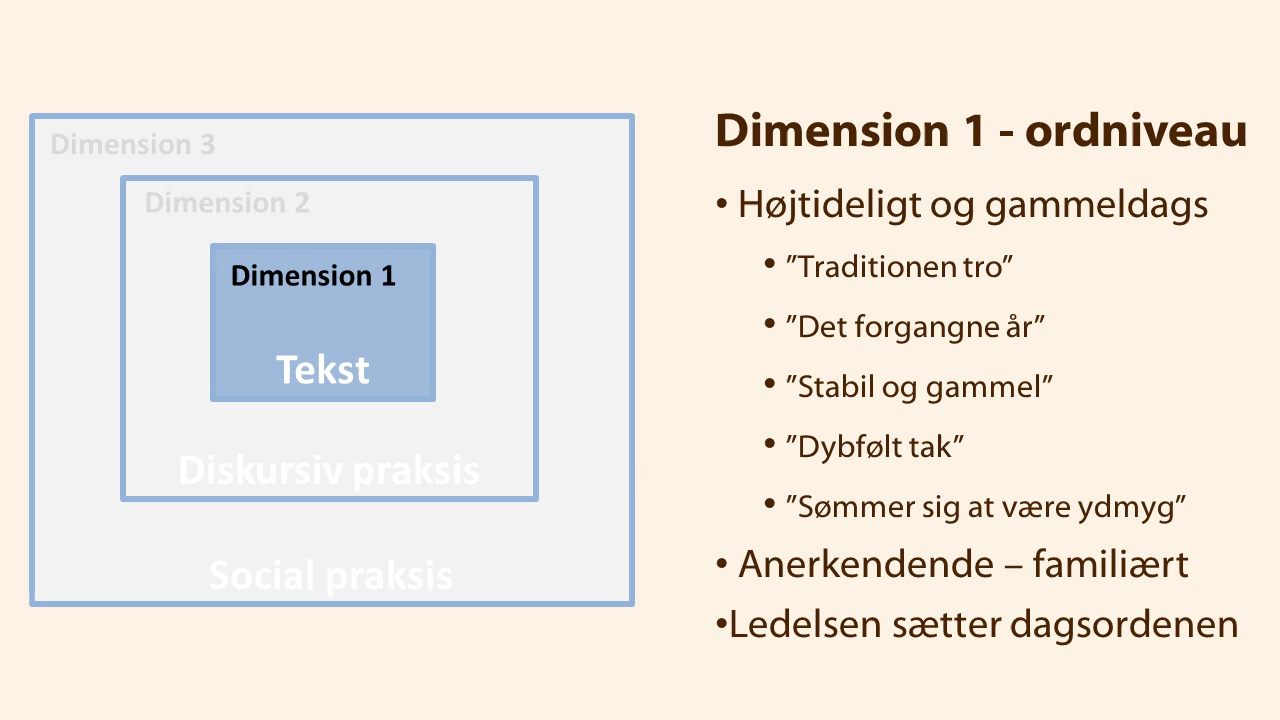 Dimension 3
Dimension 2
Dimension 1
Tekst
Diskursiv praksis
Social praksis
Dimension 1 - ordniveau
• Højtideligt og gammeldags
• ”Traditionen tro”
• ”Det forgangne år”
• ”Stabil og gammel”
• ”Dybfølt tak”
• ”Sømmer sig at være ydmyg”
• Anerkendende – familiært
•Ledelsen sætter dagsordenen